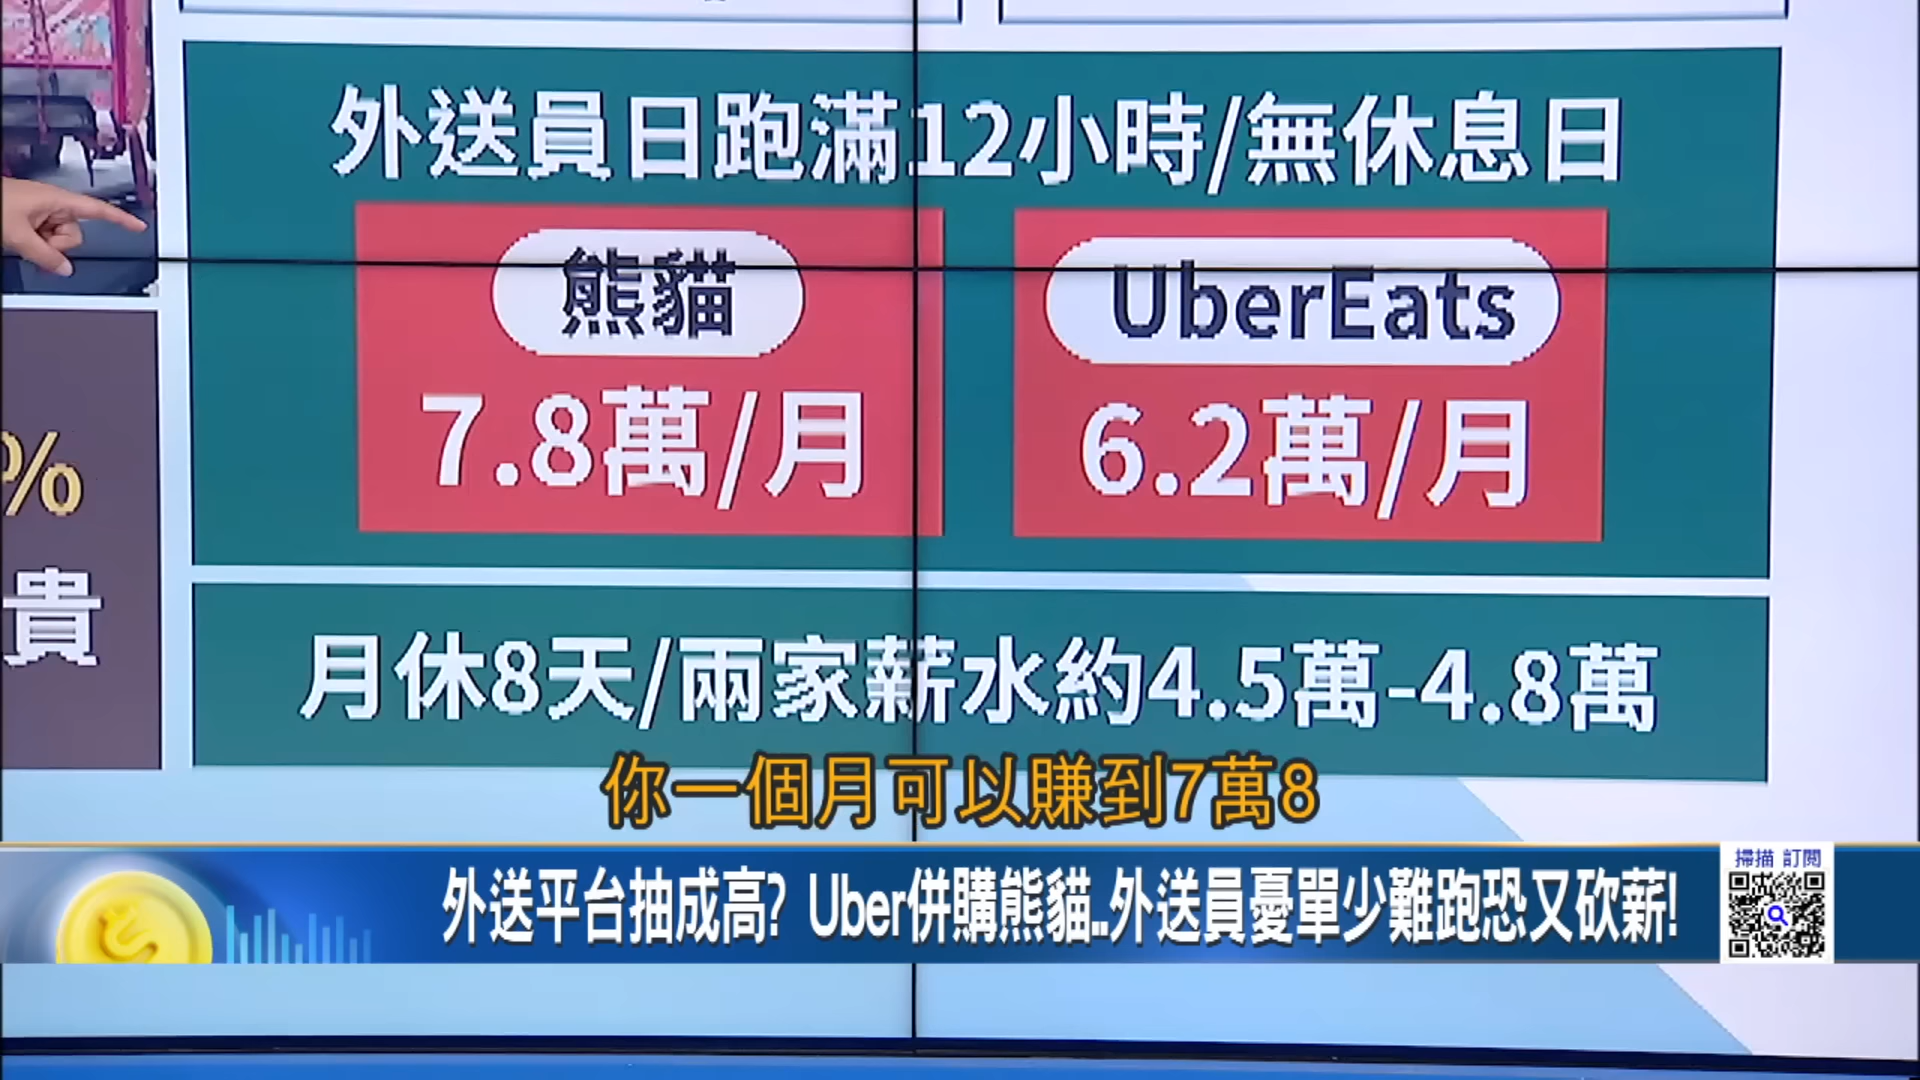 外送員日跑滿12小時/無休息日
熊貓
UberEats
7.8萬/月
6.2萬/月
%
貴
月休8天/兩家薪水約4.5萬-4.8萬
你一個月可以賺到7萬8
外送平台抽成高? Uber併購熊貓..外送員憂單少難跑恐又砍薪!
掃描 訂閱